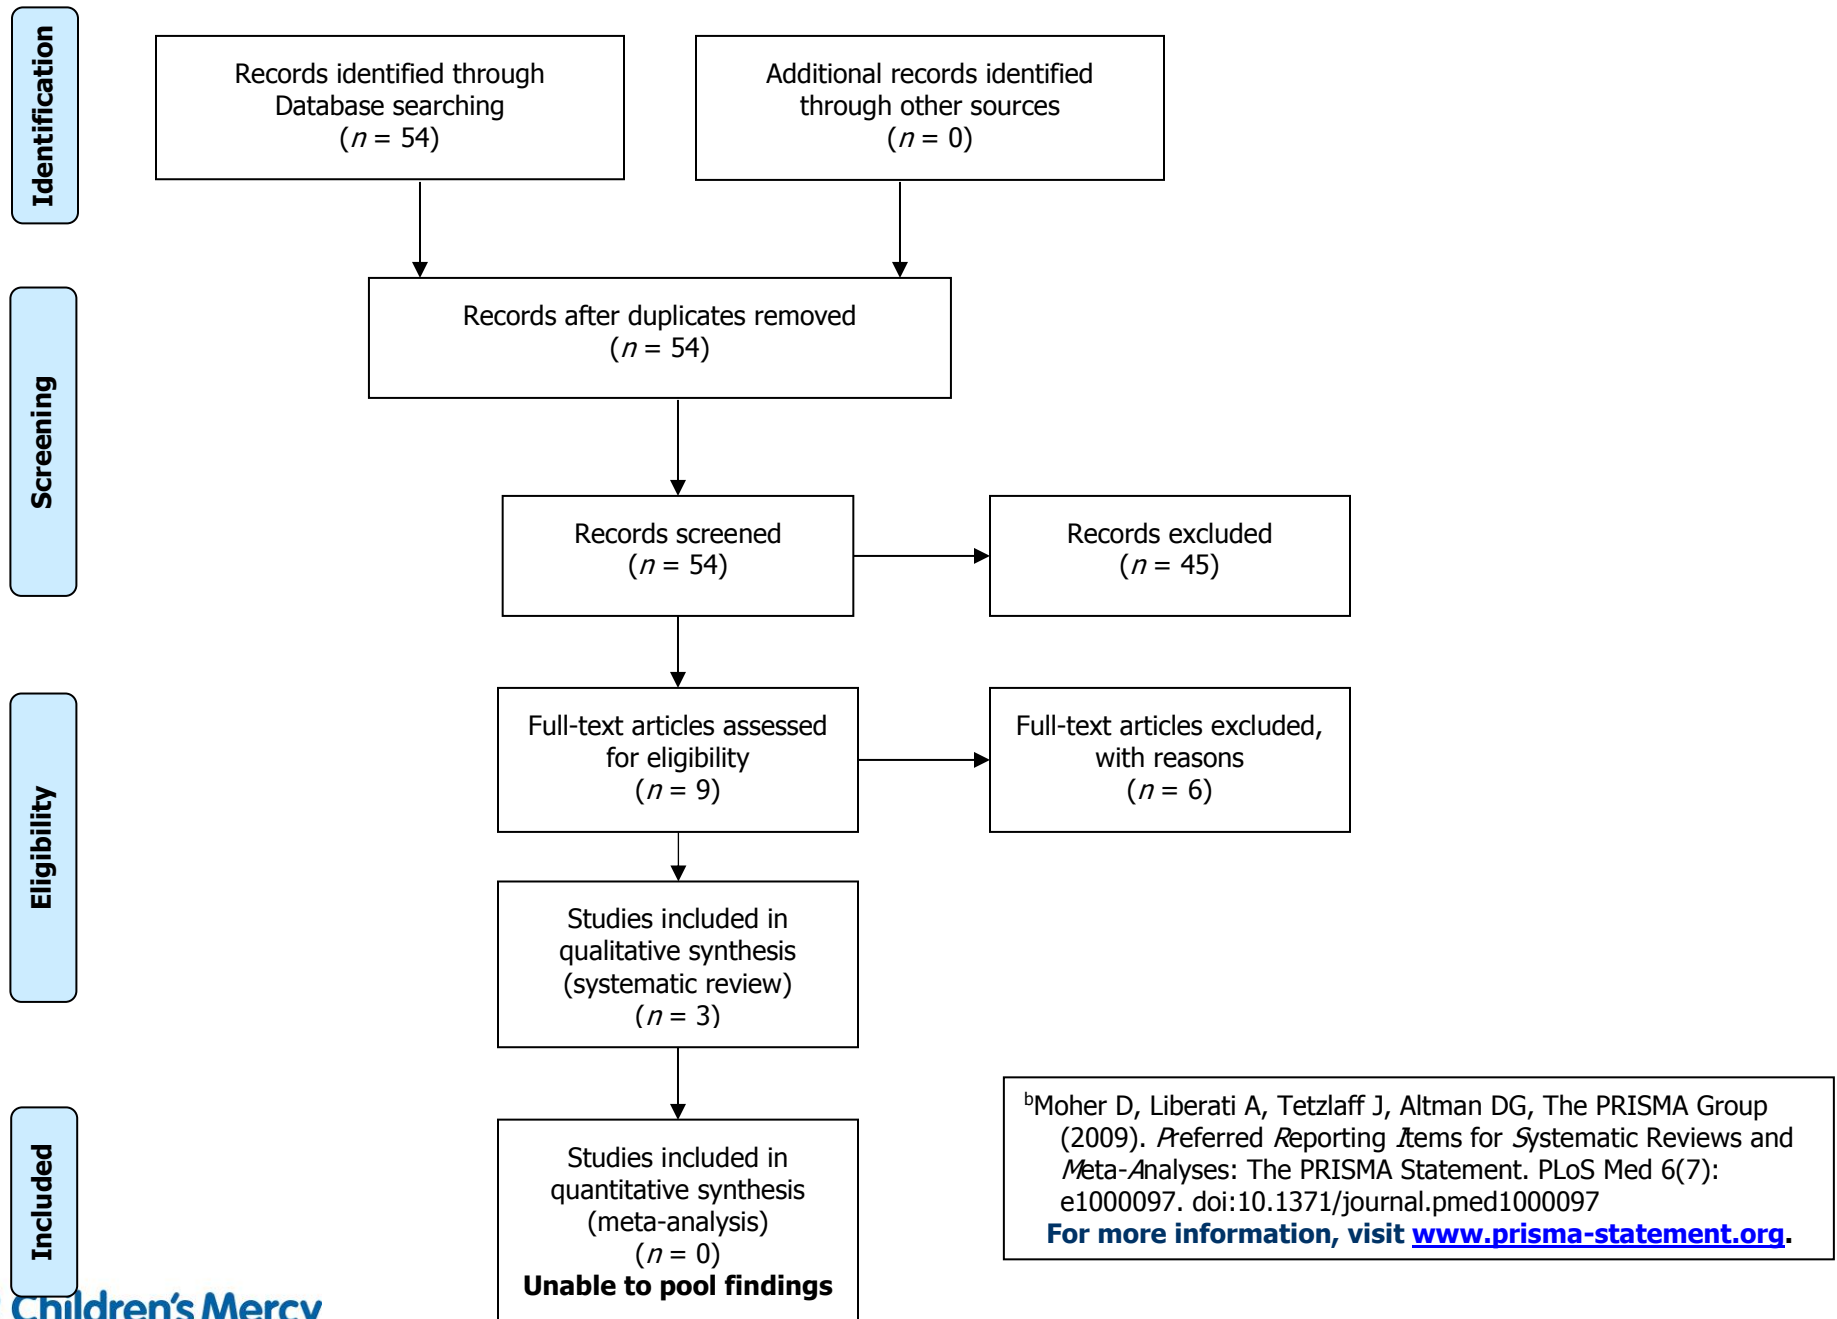 Identification
Records identified through
Database searching
(n = 54)
Additional records identified
through other sources
(n = 0)
Screening
Records after duplicates removed
(n = 54)
Records screened
(n = 54)
Records excluded
(n = 45)
Eligibility
Full-text articles assessed
for eligibility
(n = 9)
Full-text articles excluded,
with reasons
(n = 6)
Studies included in
qualitative synthesis
(systematic review)
(n = 3)
Included
Studies included in
quantitative synthesis
(meta-analysis)
(n = 0)
Unable to pool findings
ᵇMoher D, Liberati A, Tetzlaff J, Altman DG, The PRISMA Group
(2009). Preferred Reporting Items for Systematic Reviews and
Meta-Analyses: The PRISMA Statement. PLoS Med 6(7):
e1000097. doi:10.1371/journal.pmed1000097
For more information, visit www.prisma-statement.org.
Children's Mercy